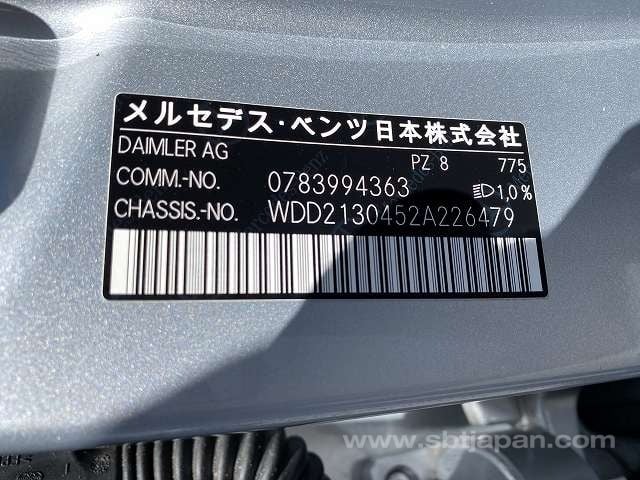 メルセデス・ベンツ日本株式会社
DAIMLER AG PZ 8 775
COMM.-NO. 0783994363 1,0%
CHASSIS.-NO. WDD2130452A226479
www.sbtjapan.com